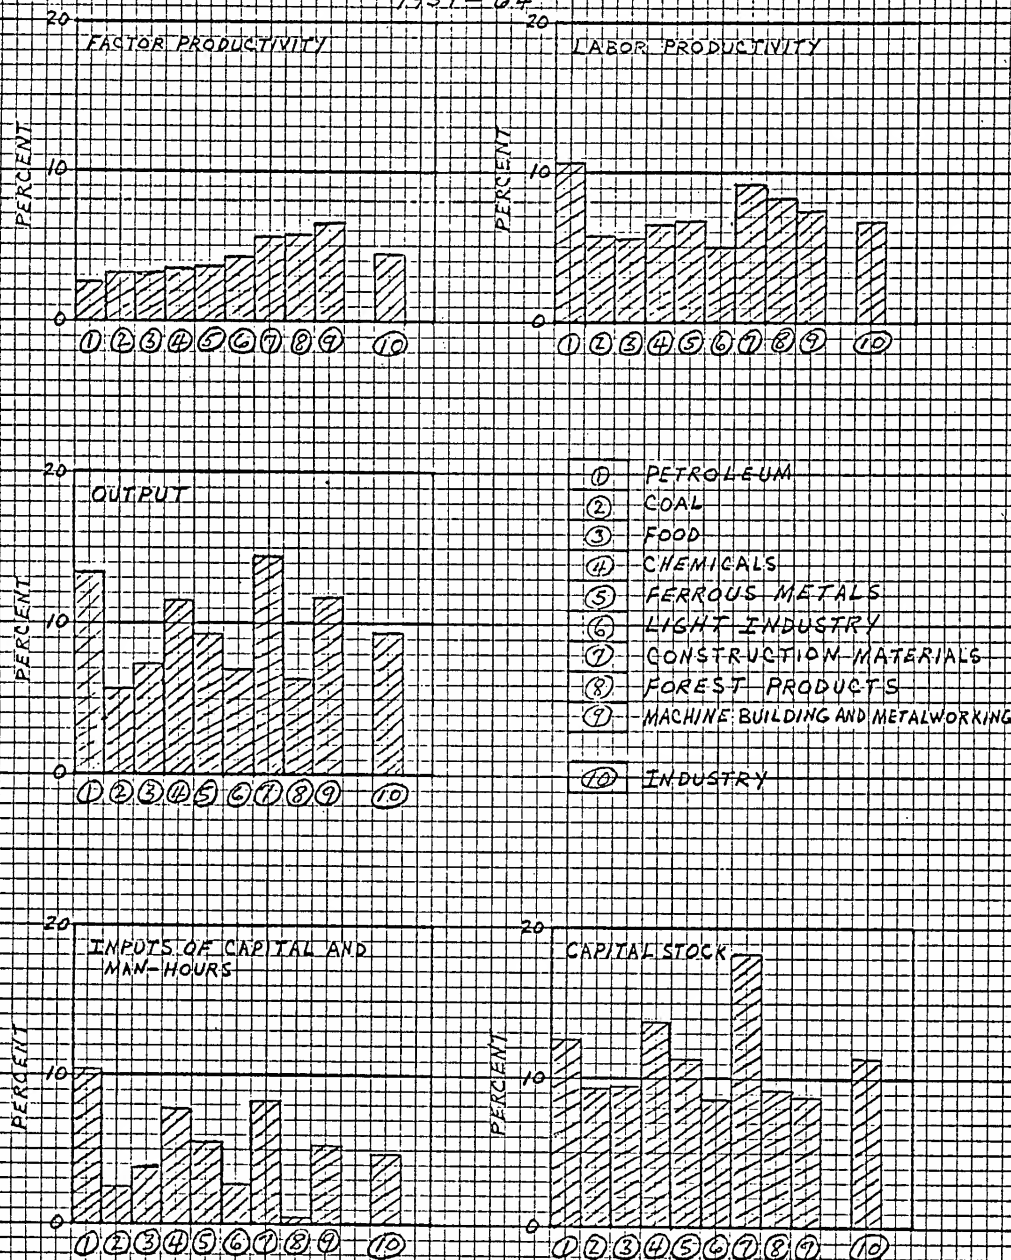 20
FACTOR PRODUCTIVITY
PERCENT
10
0
① ② ③ ④ ⑤ ⑥ ⑦ ⑧ ⑨ ⑩
20
LABOR PRODUCTIVITY
PERCENT
10
0
① ② ③ ④ ⑤ ⑥ ⑦ ⑧ ⑨ ⑩
20
OUTPUT
PERCENT
10
0
① ② ③ ④ ⑤ ⑥ ⑦ ⑧ ⑨ ⑩
① PETROLEUM
② COAL
③ FOOD
④ CHEMICALS
⑤ FERROUS METALS
⑥ LIGHT INDUSTRY
⑦ CONSTRUCTION MATERIALS
⑧ FOREST PRODUCTS
⑨ MACHINE BUILDING AND METALWORKING
⑩ INDUSTRY
20
INPUTS OF CAPITAL AND
MAN-HOURS
PERCENT
10
0
① ② ③ ④ ⑤ ⑥ ⑦ ⑧ ⑨ ⑩
20
CAPITAL STOCK
PERCENT
10
0
① ② ③ ④ ⑤ ⑥ ⑦ ⑧ ⑨ ⑩